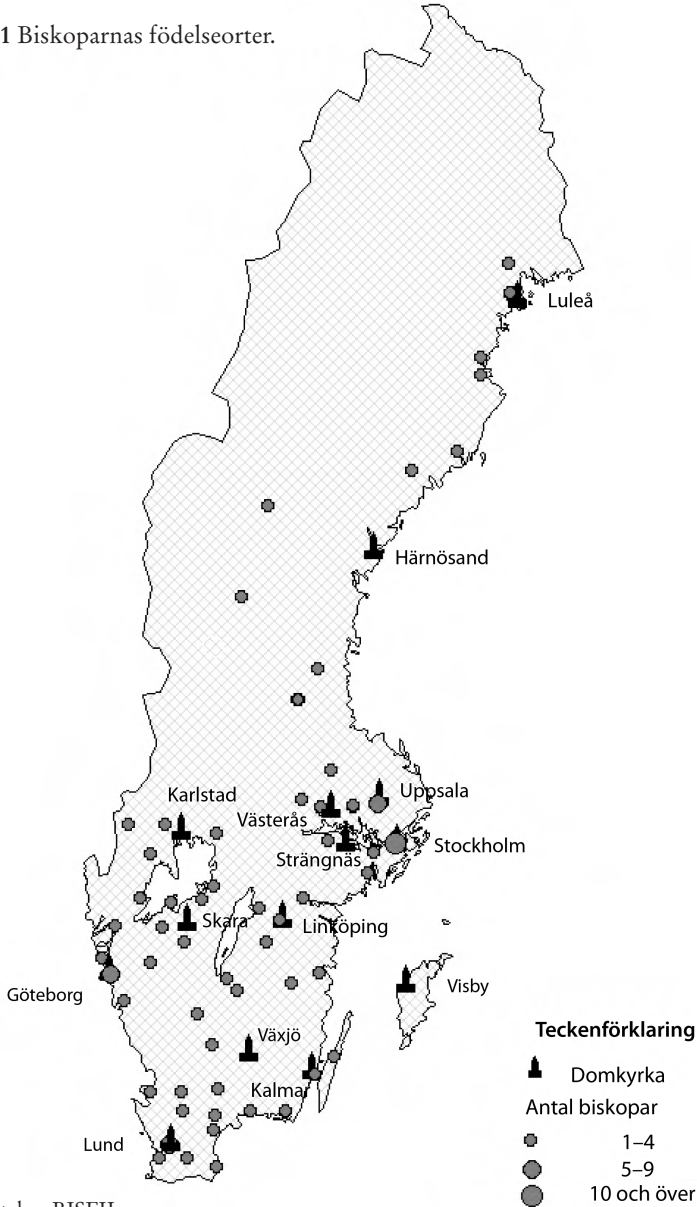 1 Biskoparnas födelseorter.
Luleå
Härnösand
Karlstad
Uppsala
Västerås
Stockholm
Strängnäs
Skara
Linköping
Göteborg
Visby
Växjö
Kalmar
Lund
Teckenförklaring
Domkyrka
Antal biskopar
1–4
5–9
10 och över